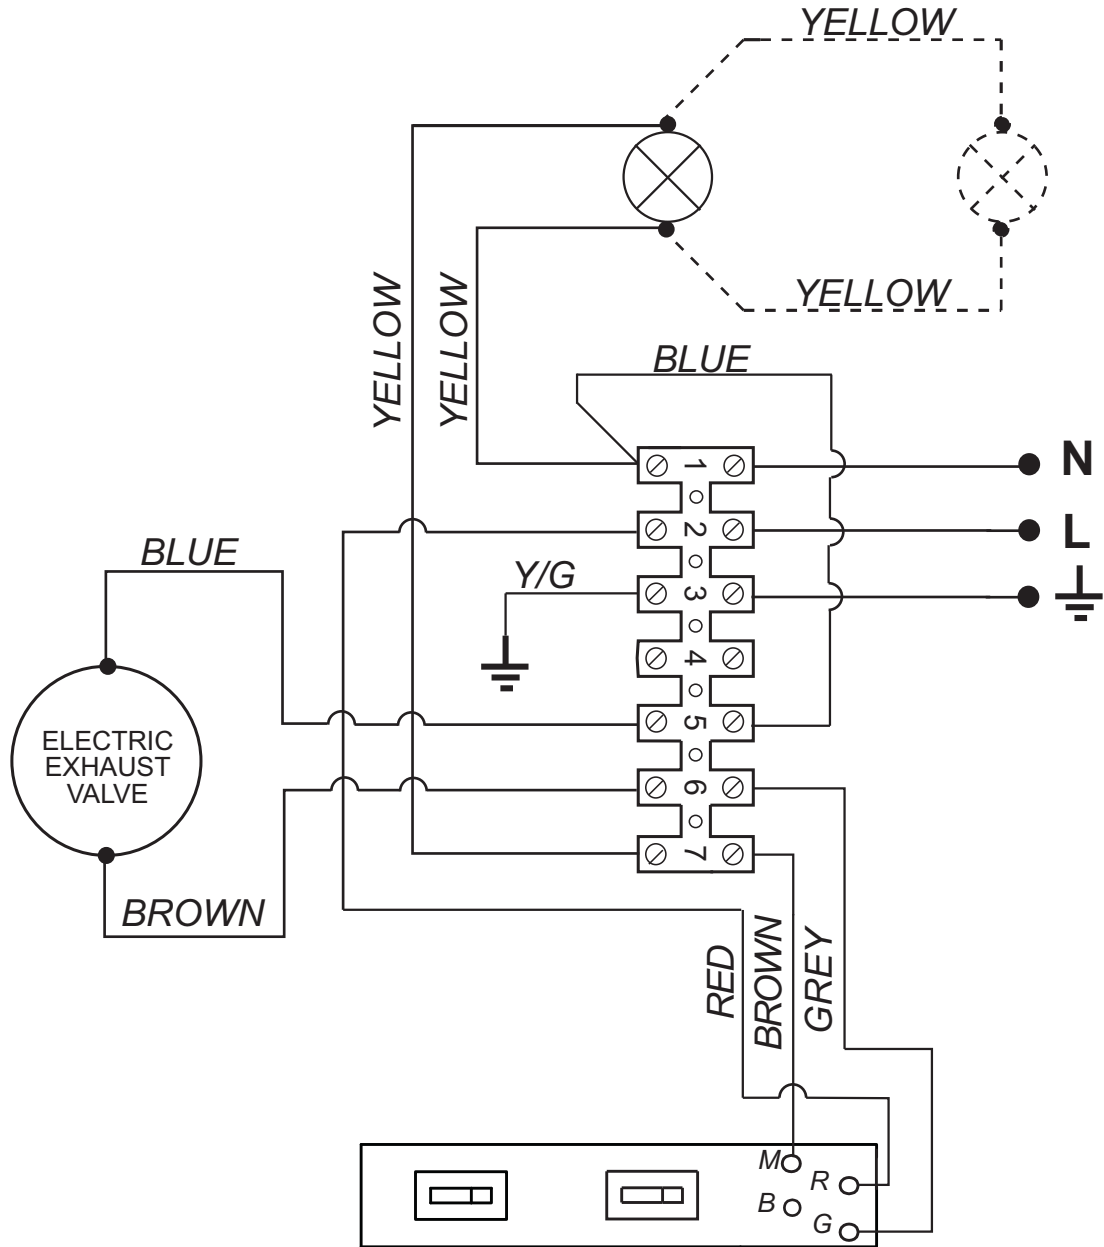 YELLOW
YELLOW
YELLOW
YELLOW
BLUE
1
N
2
L
BLUE
Y/G
3
4
5
ELECTRIC
EXHAUST
VALVE
6
7
BROWN
RED
BROWN
GREY
M
R
B
G